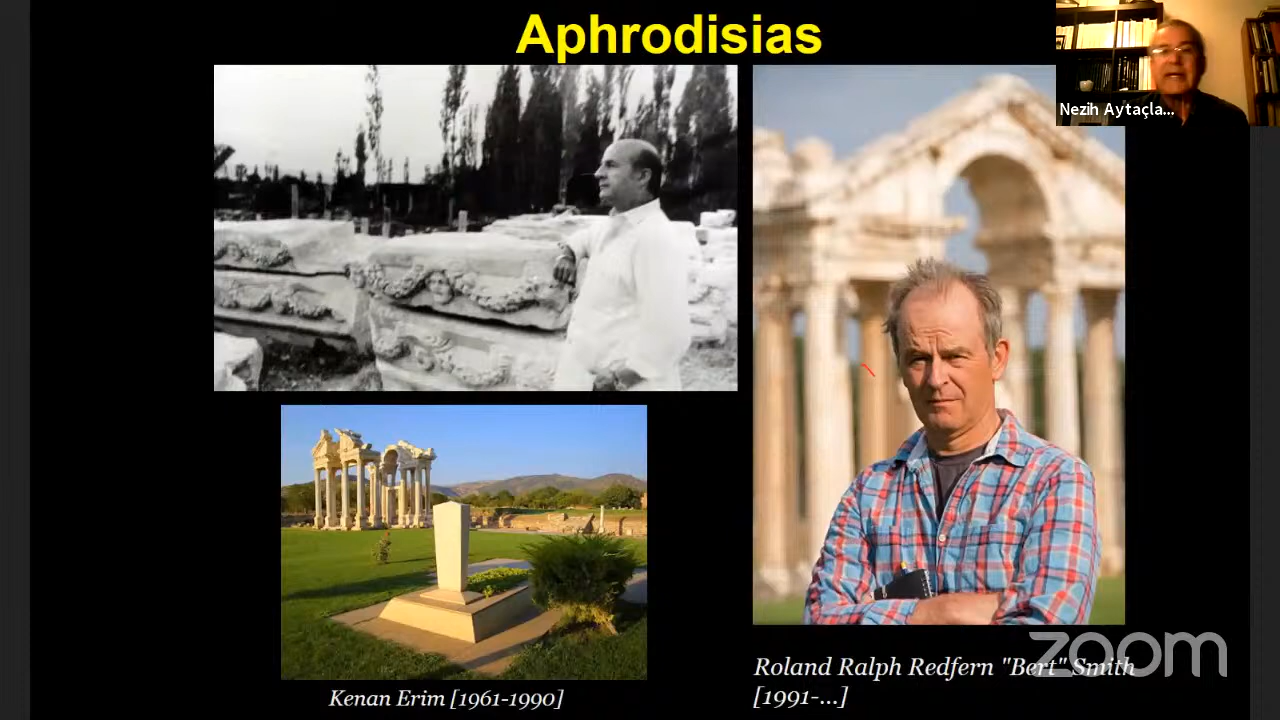 Aphrodisias
Nezih Aytaçla...
Kenan Erim [1961-1990]
Roland Ralph Redfern "Bert" Smith
[1991-...]
zoom